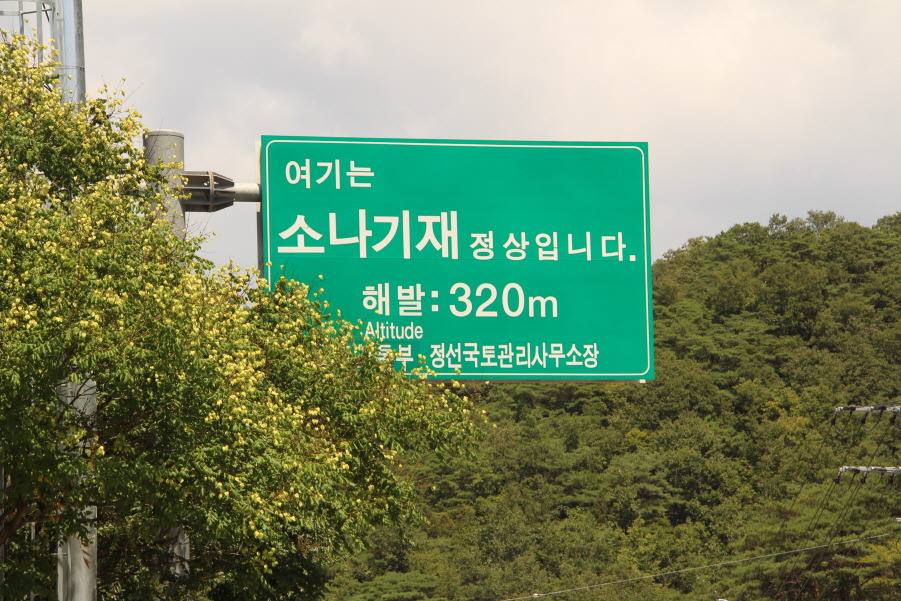 여기는
소나기재 정상입니다.
해발: 320m
Altitude
정선국토관리사무소장